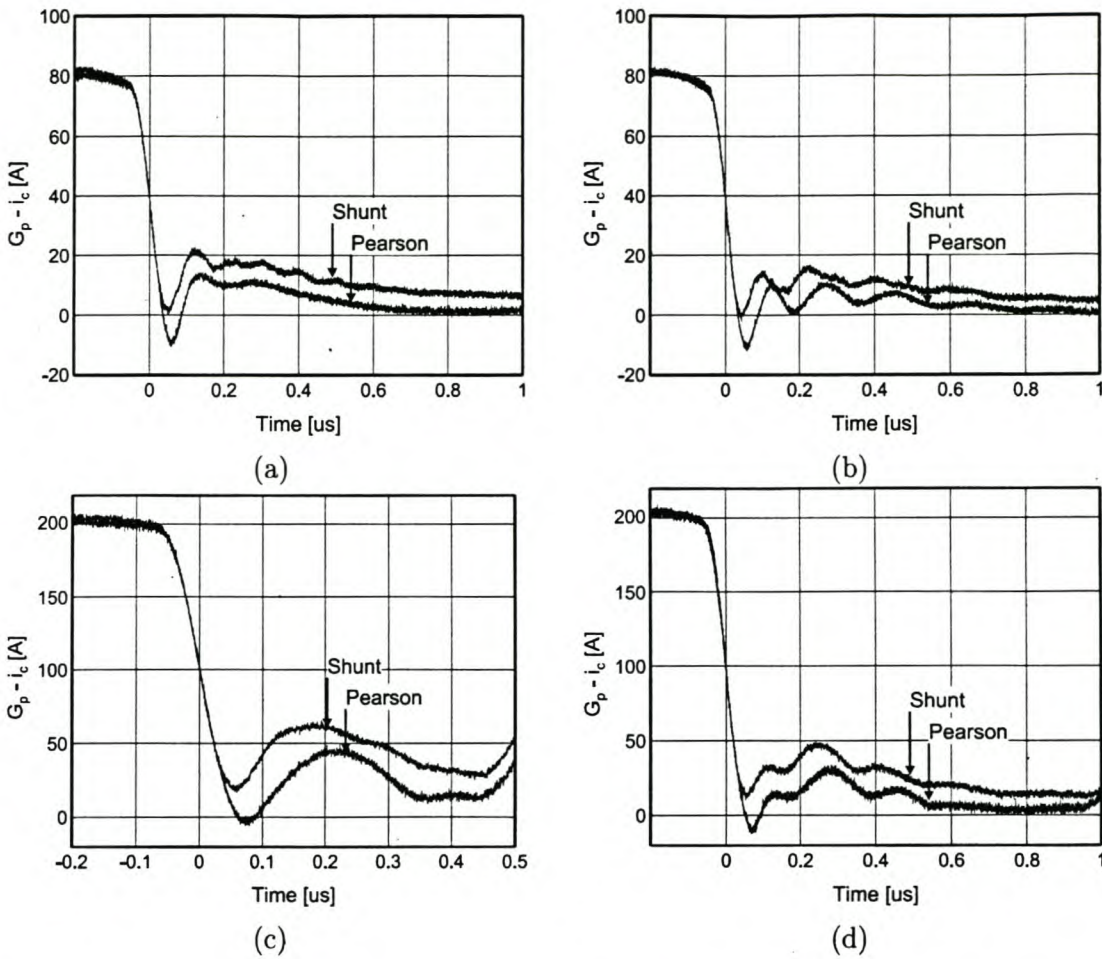 100
80
60
40
20
0
-20
G_p - i_c [A]
0
0.2
0.4
0.6
0.8
1
Time [us]
Shunt
Pearson
(a)
100
80
60
40
20
0
-20
G_p - i_c [A]
0
0.2
0.4
0.6
0.8
1
Time [us]
Shunt
Pearson
(b)
200
150
100
50
0
G_p - i_c [A]
-0.2
-0.1
0
0.1
0.2
0.3
0.4
0.5
Time [us]
Shunt
Pearson
(c)
200
150
100
50
0
G_p - i_c [A]
0
0.2
0.4
0.6
0.8
1
Time [us]
Shunt
Pearson
(d)